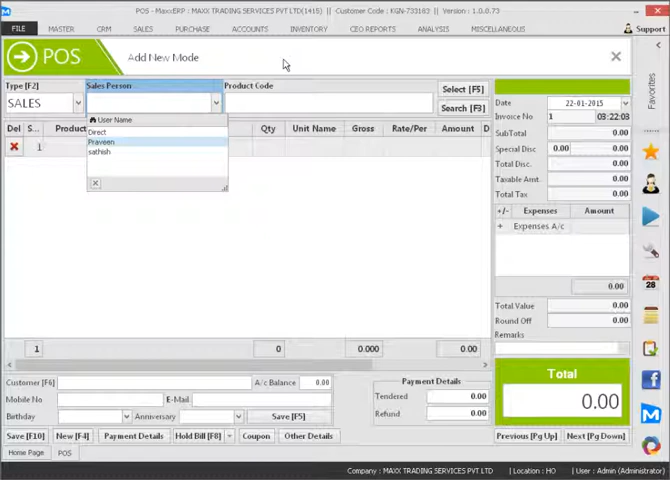 POS - MaxxERP : MAXX TRADING SERVICES PVT LTD(1415) :: Customer Code : KGN-733183 :: Version : 1.0.0.73
FILE MASTER CRM SALES PURCHASE ACCOUNTS INVENTORY CEO REPORTS ANALYSIS MISCELLANEOUS Support
POS Add New Mode
Favorites
Type [F2] Sales Person Product Code
SALES
Select [F5]
Search [F3]
User Name
Direct
Praveen
sathish
Del S... Product Qty Unit Name Gross Rate/Per Amount D
1
Date 22-01-2015
Invoice No 1 03:22:03
SubTotal 0.00
Special Disc 0.00 0.00
Total Disc. 0.00
Taxable Amt. 0.00
Total Tax 0.00
+/- Expenses Amount
+ Expenses A/c
0.00
28
Total Value 0.00
Round Off 0.00
Remarks
1 0 0.000 0.00
Total
0.00
Customer [F6] A/c Balance 0.00
Mobile No E-Mail
Birthday Anniversary Save [F5]
Payment Details
Tendered 0.00
Refund 0.00
Save [F10] New [F4] Payment Details Hold Bill [F8] Coupon Other Details Previous [Pg Up] Next [Pg Down]
Home Page POS
Company : MAXX TRADING SERVICES PVT LTD | Location : HO | User : Admin (Administrator)